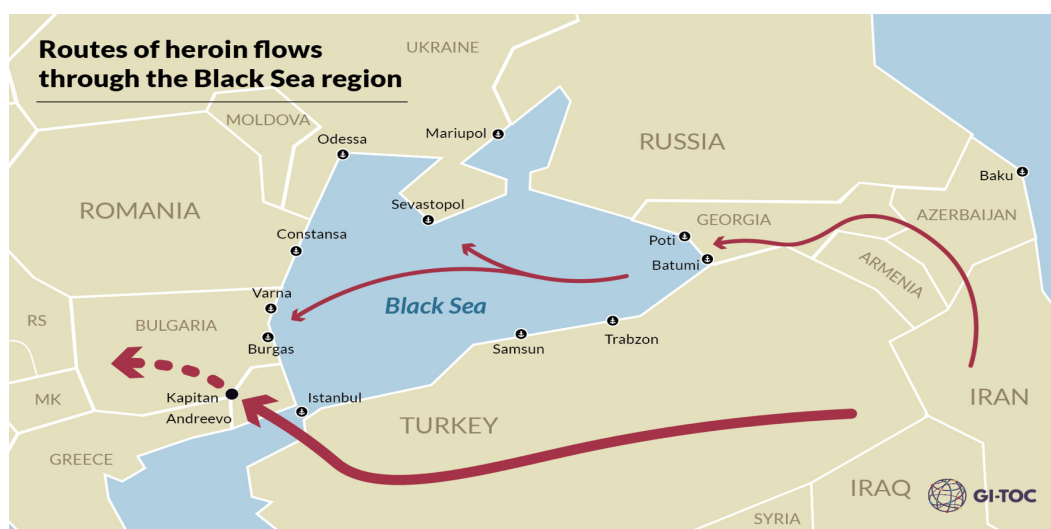 Routes of heroin flows
through the Black Sea region
UKRAINE
MOLDOVA
Odessa
Mariupol
RUSSIA
Baku
ROMANIA
Sevastopol
GEORGIA
AZERBAIJAN
Constansa
Poti
Batumi
ARMENIA
Varna
Black Sea
RS
BULGARIA
Burgas
Samsun
Trabzon
MK
Kapitan
Andreevo
Istanbul
IRAN
TURKEY
GREECE
IRAQ
GI-TOC
SYRIA